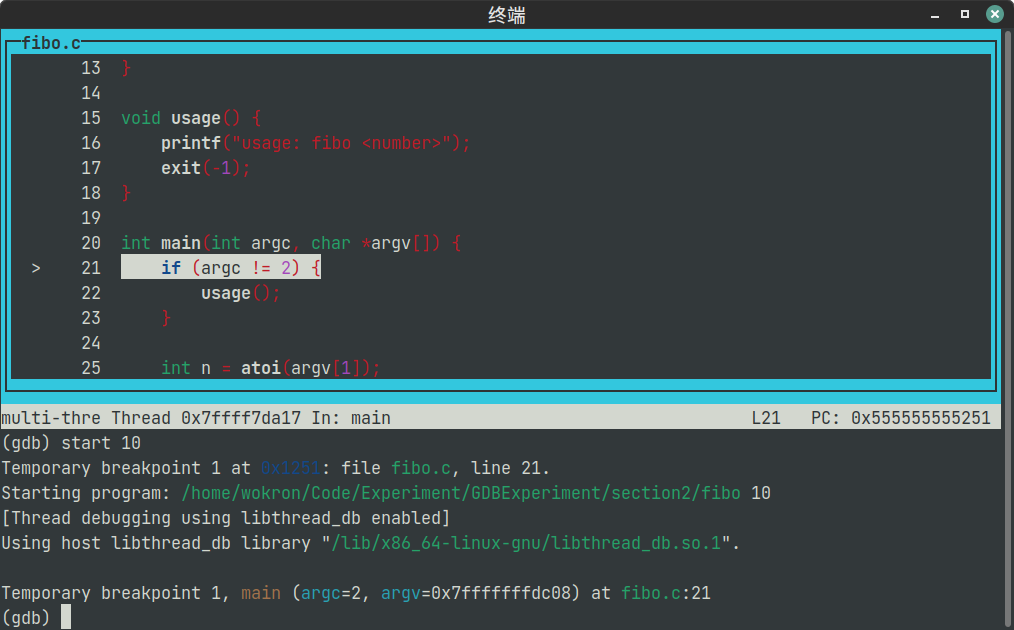 终端
fibo.c
13 }
14
15 void usage() {
16 printf("usage: fibo <number>");
17 exit(-1);
18 }
19
20 int main(int argc, char *argv[]) {
> 21 if (argc != 2) {
22 usage();
23 }
24
25 int n = atoi(argv[1]);
multi-thre Thread 0x7ffff7da17 In: main L21 PC: 0x555555555251
(gdb) start 10
Temporary breakpoint 1 at 0x1251: file fibo.c, line 21.
Starting program: /home/wokron/Code/Experiment/GDBExperiment/section2/fibo 10
[Thread debugging using libthread_db enabled]
Using host libthread_db library "/lib/x86_64-linux-gnu/libthread_db.so.1".
Temporary breakpoint 1, main (argc=2, argv=0x7fffffffdc08) at fibo.c:21
(gdb)